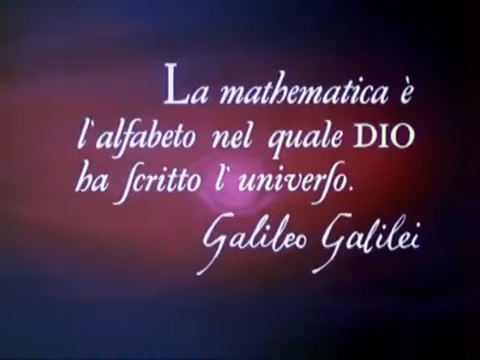 La mathematica è
l'alfabeto nel quale DIO
ha ſcritto l'univerſo.
Galileo Galilei